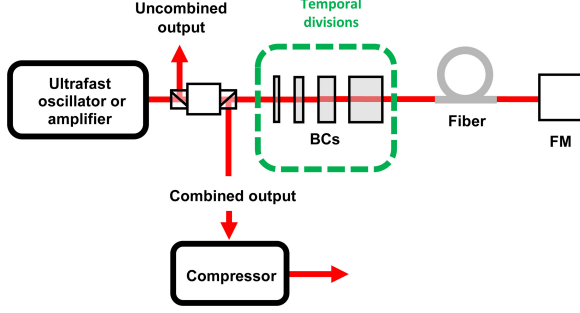 Temporal
divisions
Uncombined
output
Ultrafast
oscillator or
amplifier
BCs
Fiber
FM
Combined output
Compressor